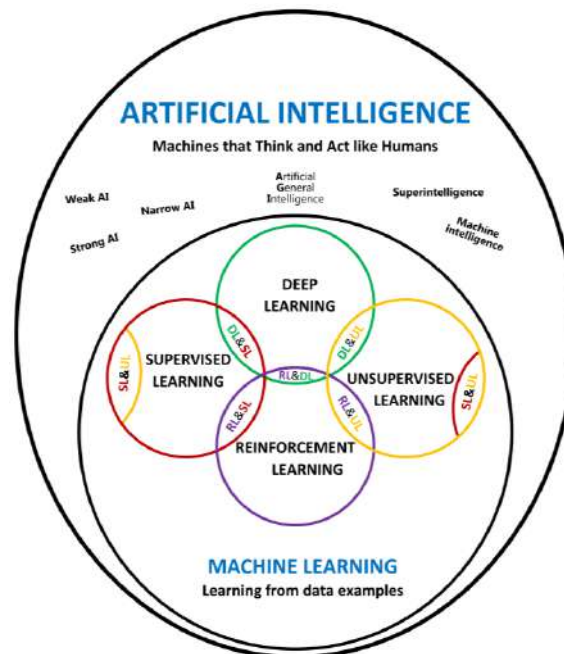 ARTIFICIAL INTELLIGENCE
Machines that Think and Act like Humans
Weak AI
Narrow AI
Strong AI
Artificial
General
Intelligence
Superintelligence
Machine
intelligence
DEEP
LEARNING
DL&SL
DL&UL
SUPERVISED
LEARNING
SL&UL
RL&DL
UNSUPERVISED
LEARNING
SL&UL
RL&SL
RL&UL
REINFORCEMENT
LEARNING
MACHINE LEARNING
Learning from data examples